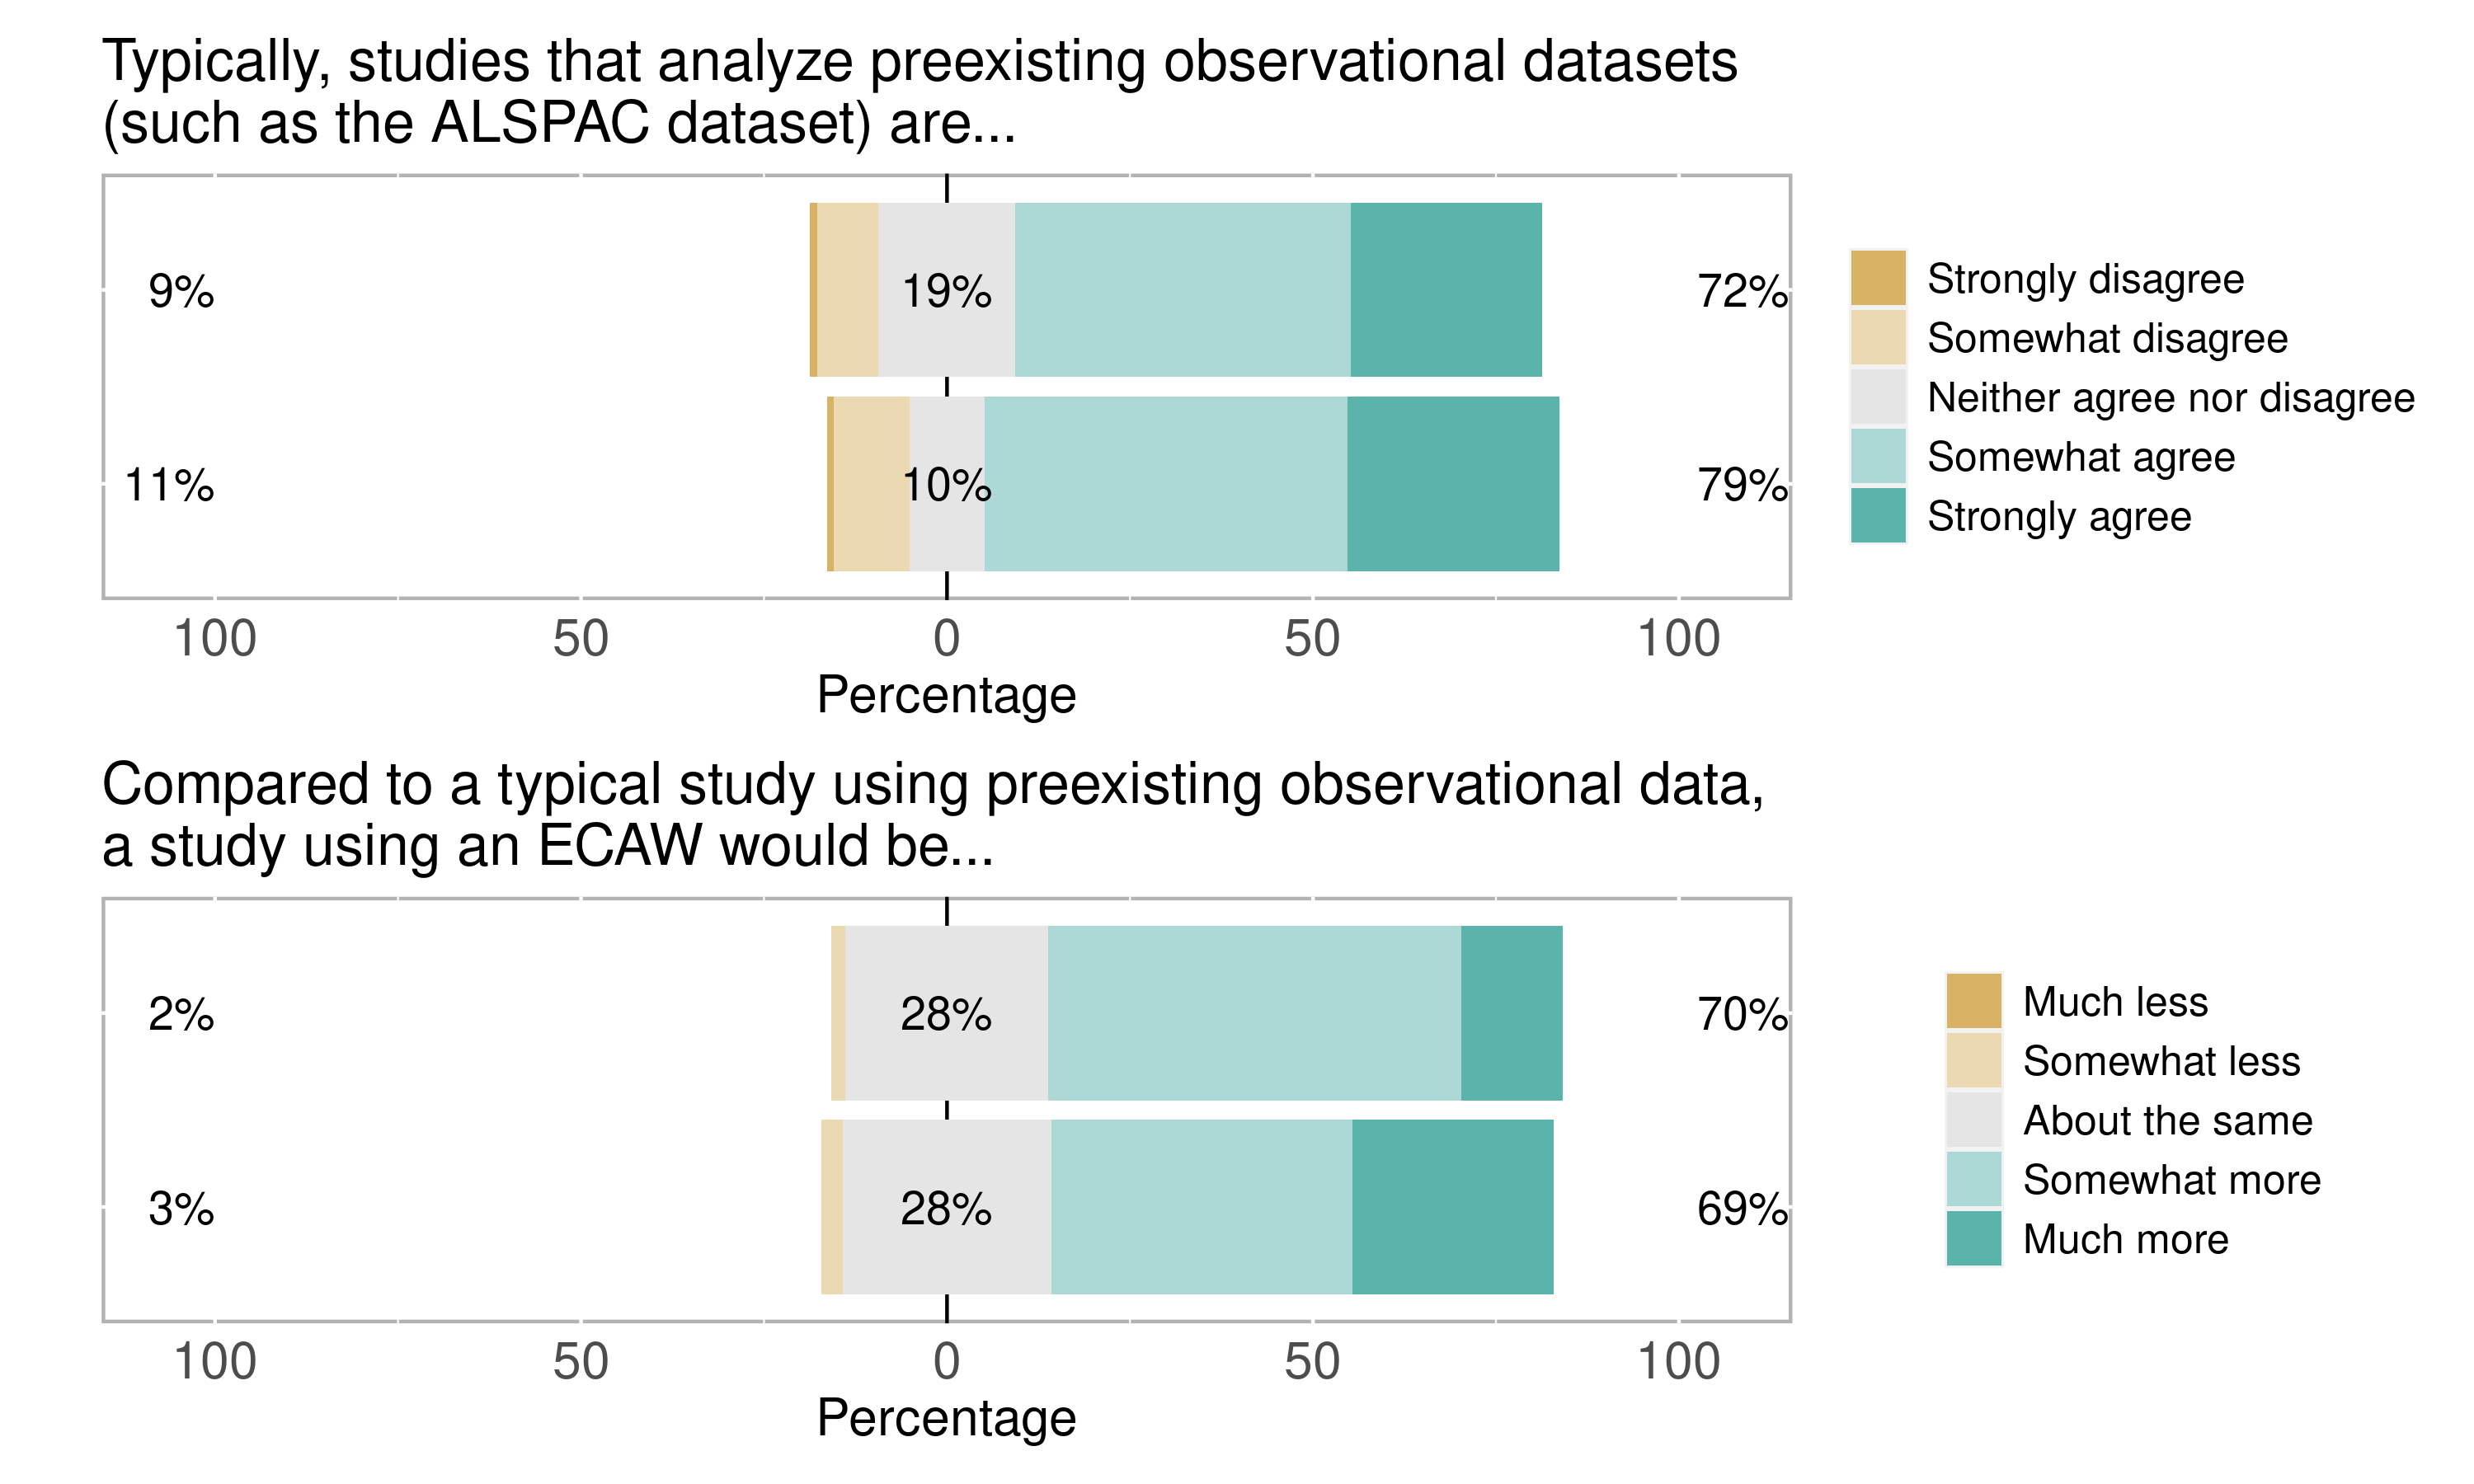 Typically, studies that analyze preexisting observational datasets
(such as the ALSPAC dataset) are...
9% 19% 72%
11% 10% 79%
100 50 0 50 100
Percentage
Strongly disagree
Somewhat disagree
Neither agree nor disagree
Somewhat agree
Strongly agree
Compared to a typical study using preexisting observational data,
a study using an ECAW would be...
2% 28% 70%
3% 28% 69%
100 50 0 50 100
Percentage
Much less
Somewhat less
About the same
Somewhat more
Much more